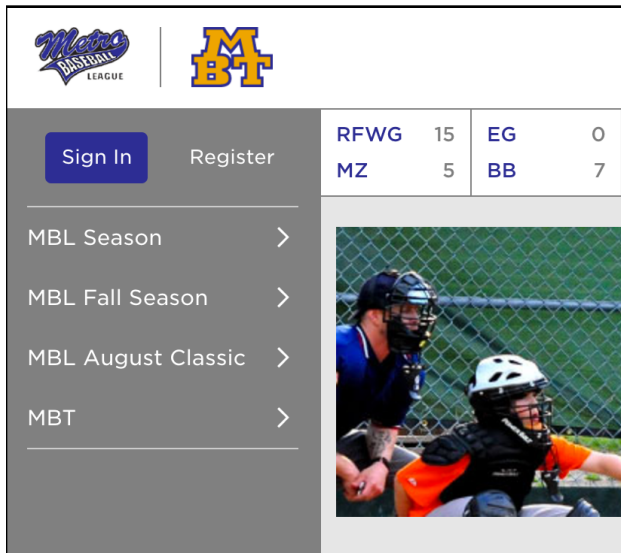 Metro
BASEBALL
LEAGUE
MBT
Sign In
Register
RFWG 15
MZ 5
EG 0
BB 7
MBL Season
MBL Fall Season
MBL August Classic
MBT